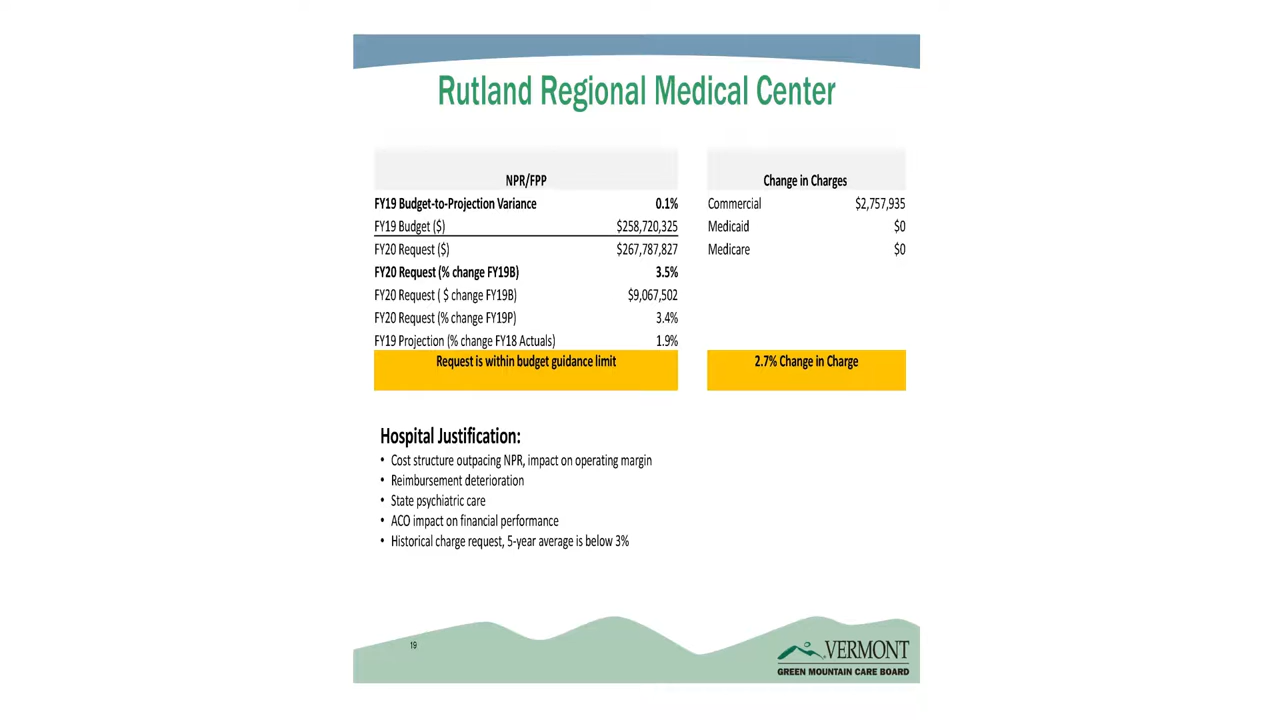 Rutland Regional Medical Center
NPR/FPP
FY19 Budget-to-Projection Variance 0.1%
FY19 Budget ($) $258,720,325
FY20 Request ($) $267,787,827
FY20 Request (% change FY19B) 3.5%
FY20 Request ( $ change FY19B) $9,067,502
FY20 Request (% change FY19P) 3.4%
FY19 Projection (% change FY18 Actuals) 1.9%
Request is within budget guidance limit
Change in Charges
Commercial $2,757,935
Medicaid $0
Medicare $0
2.7% Change in Charge
Hospital Justification:
• Cost structure outpacing NPR, impact on operating margin
• Reimbursement deterioration
• State psychiatric care
• ACO impact on financial performance
• Historical charge request, 5-year average is below 3%
19
VERMONT
GREEN MOUNTAIN CARE BOARD